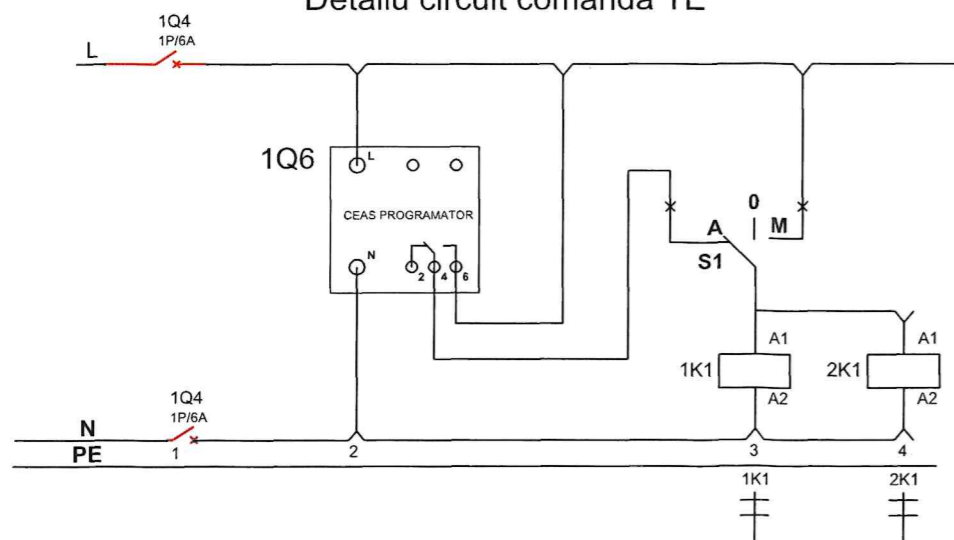 Detaliu circuit comanda TE
1Q4
1P/6A
L
1Q6
L
CEAS PROGRAMATOR
N
2 4 6
0
A M
S1
A1 A1
1K1 2K1
A2 A2
1Q4
1P/6A
N
PE 1 2 3 4
1K1 2K1